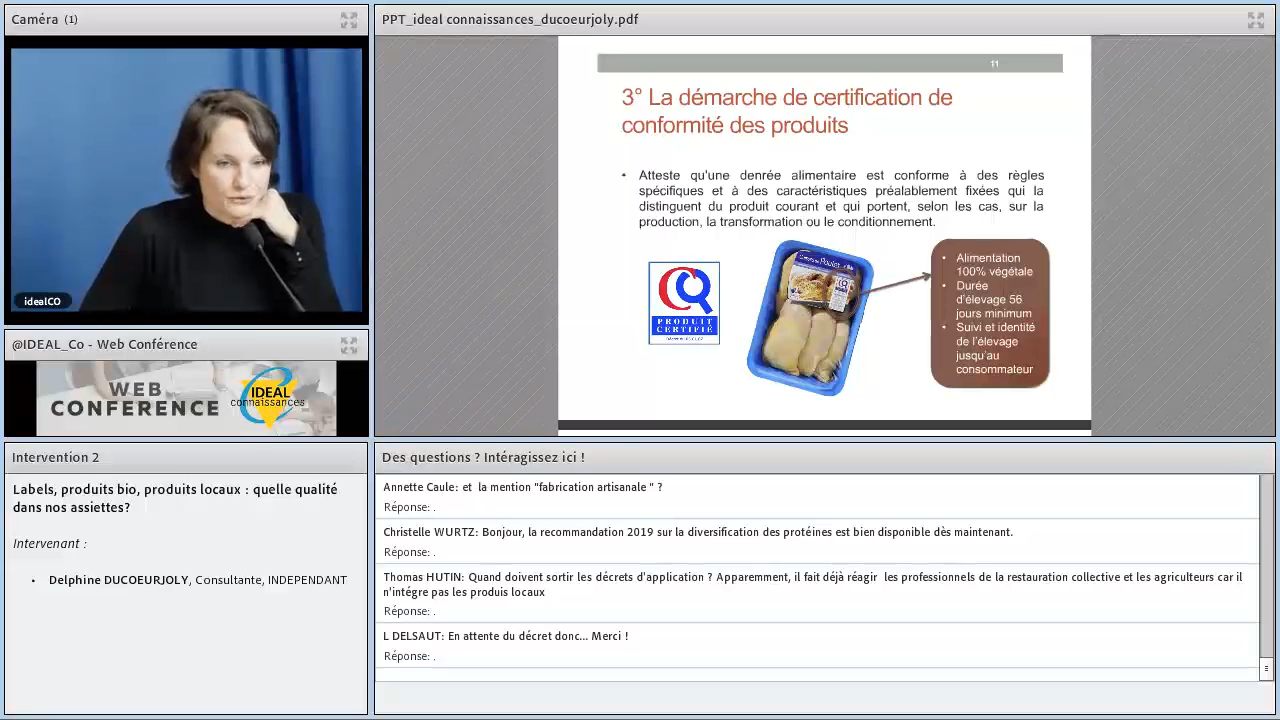 Caméra (1)
idealCO
@IDEAL_Co - Web Conférence
WEB
CONFERENCE
IDEAL
connaissances
PPT_ideal connaissances_ducoeurjoly.pdf
11
3° La démarche de certification de
conformité des produits
• Atteste qu'une denrée alimentaire est conforme à des règles
spécifiques et à des caractéristiques préalablement fixées qui la
distinguent du produit courant et qui portent, selon les cas, sur la
production, la transformation ou le conditionnement.
PRODUIT
CERTIFIÉ
Poulet
• Alimentation
100% végétale
• Durée
d'élevage 56
jours minimum
• Suivi et identité
de l'élevage
jusqu'au
consommateur
Intervention 2
Labels, produits bio, produits locaux : quelle qualité
dans nos assiettes?
Intervenant :
• Delphine DUCOEURJOLY, Consultante, INDEPENDANT
Des questions ? Intéragissez ici !
Annette Caule: et la mention "fabrication artisanale " ?
Réponse: .
Christelle WURTZ: Bonjour, la recommandation 2019 sur la diversification des protéines est bien disponible dès maintenant.
Réponse: .
Thomas HUTIN: Quand doivent sortir les décrets d'application ? Apparemment, il fait déjà réagir les professionnels de la restauration collective et les agriculteurs car il
n'intégre pas les produis locaux
Réponse: .
L DELSAUT: En attente du décret donc... Merci !
Réponse: .